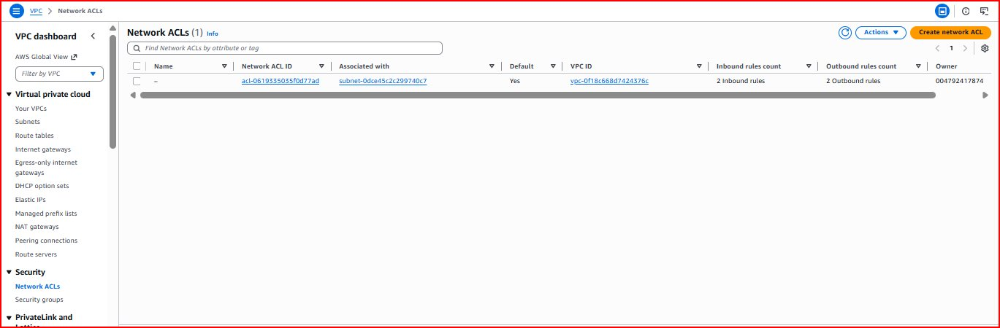 VPC > Network ACLs
VPC dashboard
AWS Global View
Filter by VPC
Virtual private cloud
Your VPCs
Subnets
Route tables
Internet gateways
Egress-only internet
gateways
DHCP option sets
Elastic IPs
Managed prefix lists
NAT gateways
Peering connections
Route servers
Security
Network ACLs
Security groups
PrivateLink and
Lattice
Network ACLs (1) Info
Actions
Create network ACL
Find Network ACLs by attribute or tag
1
Name Network ACL ID Associated with Default VPC ID Inbound rules count Outbound rules count Owner
– acl-0619335035f0d77ad subnet-0dce45c2c299740c7 Yes vpc-0f18c668d7424376c 2 Inbound rules 2 Outbound rules 004792417874